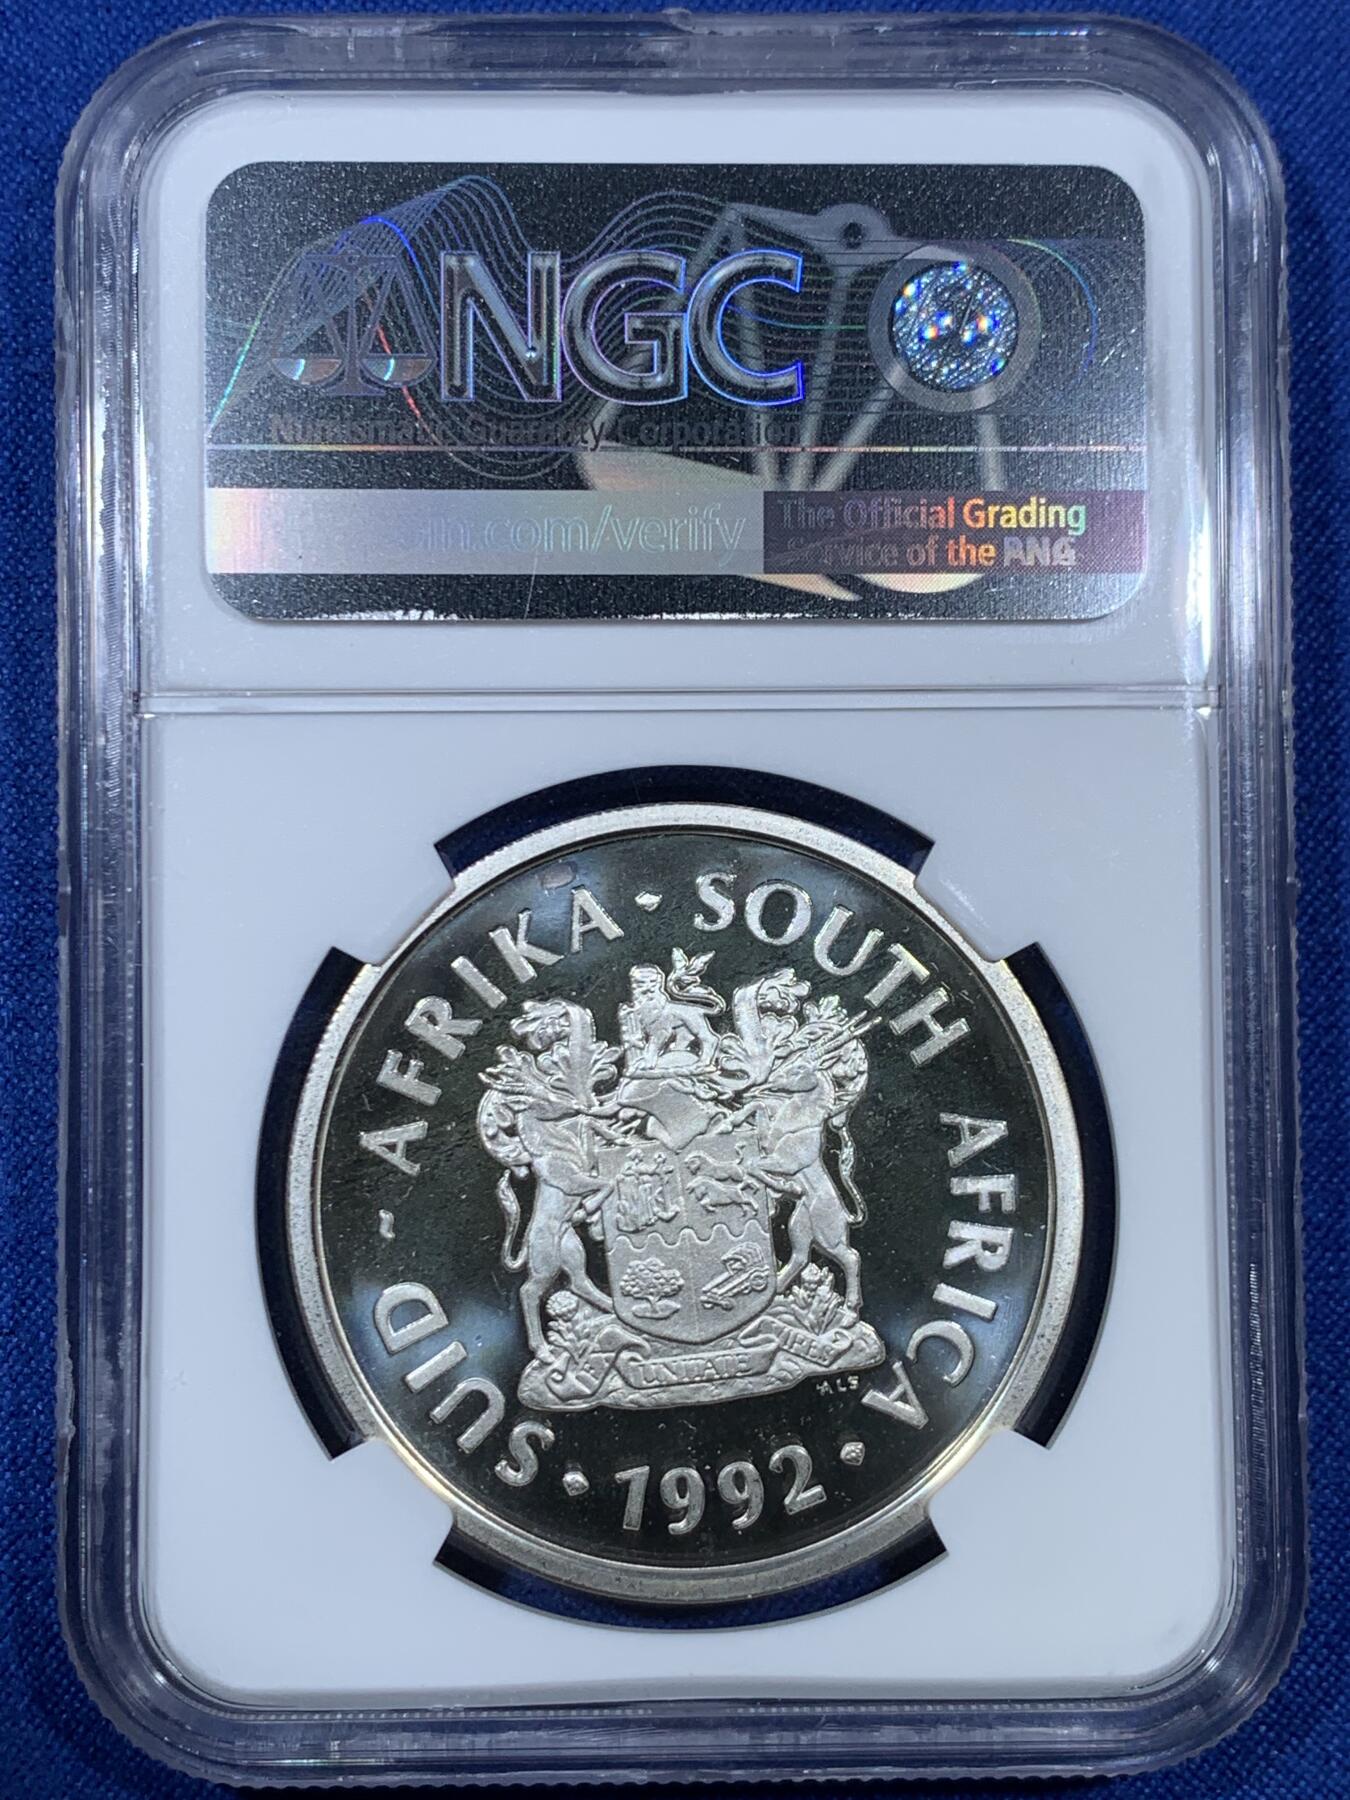 NGC
Numismatic Guaranty Corporation
in.com/verify
The Official Grading
Service of the
SUID - AFRIKA · SOUTH AFRICA
UNITATE
ALS
· 1992 ·